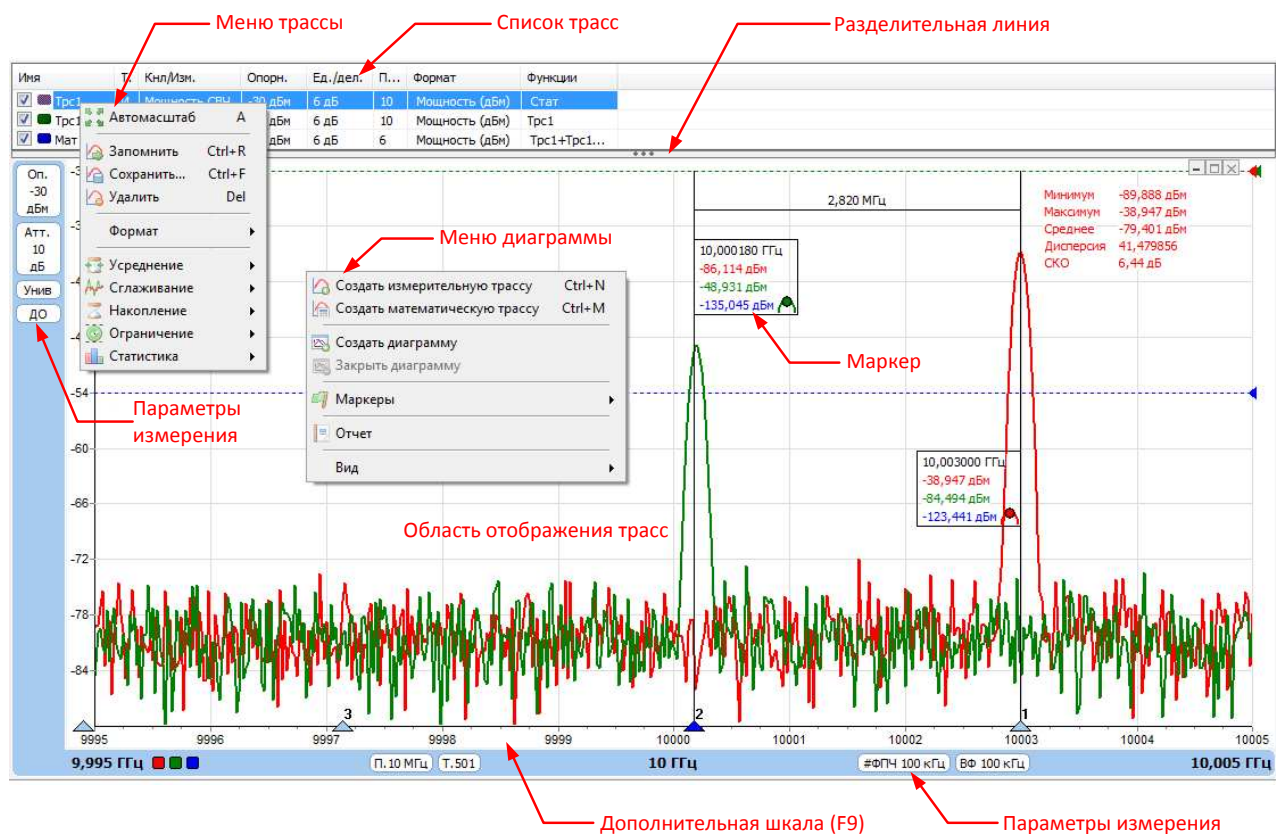 Меню трассы
Список трасс
Разделительная линия
Имя Т. Кнл/Изм. Опорн. Ед./дел. П... Формат Функции
Трс1 Мощность СВЧ -30 дБм 6 дБ 10 Мощность (дБм) Стат
Трс1 дБм 6 дБ 10 Мощность (дБм) Трс1
Мат дБм 6 дБ 6 Мощность (дБм) Трс1+Трс1...
Автомасштаб A
Запомнить Ctrl+R
Сохранить... Ctrl+F
Удалить Del
Формат
Усреднение
Сглаживание
Накопление
Ограничение
Статистика
Оп.
-30
дБм
Атт.
10
дБ
Унив
ДО
Параметры
измерения
Меню диаграммы
Создать измерительную трассу Ctrl+N
Создать математическую трассу Ctrl+M
Создать диаграмму
Закрыть диаграмму
Маркеры
Отчет
Вид
2,820 МГц
10,000180 ГГц
-86,114 дБм
-48,931 дБм
-135,045 дБм
Маркер
Минимум -89,888 дБм
Максимум -38,947 дБм
Среднее -79,401 дБм
Дисперсия 41,479856
СКО 6,44 дБ
10,003000 ГГц
-38,947 дБм
-84,494 дБм
-123,441 дБм
Область отображения трасс
-54
-60
-66
-72
-78
-84
3 2 1
9995 9996 9997 9998 9999 10000 10001 10002 10003 10004 10005
9,995 ГГц П. 10 МГц Т. 501 10 ГГц #ФПЧ 100 кГц ВФ 100 кГц 10,005 ГГц
Дополнительная шкала (F9)
Параметры измерения